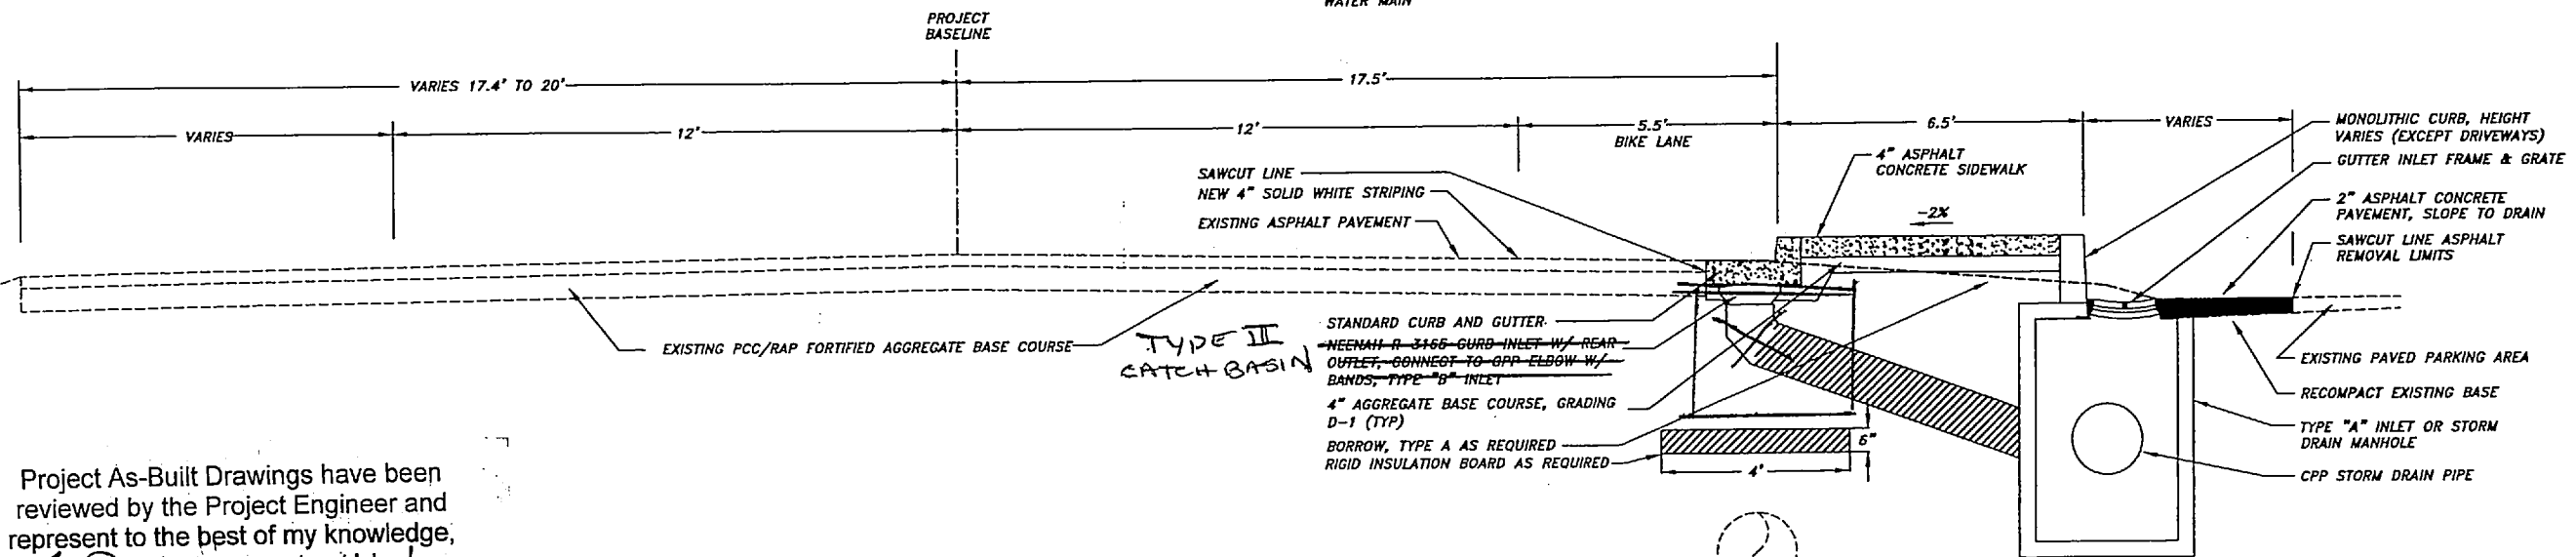 WATER MAIN
PROJECT
BASELINE
VARIES 17.4' TO 20'
17.5'
VARIES
12'
12'
5.5'
BIKE LANE
6.5'
VARIES
MONOLITHIC CURB, HEIGHT
VARIES (EXCEPT DRIVEWAYS)
GUTTER INLET FRAME & GRATE
2" ASPHALT CONCRETE
PAVEMENT, SLOPE TO DRAIN
SAWCUT LINE ASPHALT
REMOVAL LIMITS
4" ASPHALT
CONCRETE SIDEWALK
-2%
SAWCUT LINE
NEW 4" SOLID WHITE STRIPING
EXISTING ASPHALT PAVEMENT
EXISTING PCC/RAP FORTIFIED AGGREGATE BASE COURSE
TYPE III
CATCH BASIN
STANDARD CURB AND GUTTER
NEENAH R 3166 CURB INLET W/ REAR
OUTLET, CONNECT TO CPP ELBOW W/
BANDS, TYPE "B" INLET
4" AGGREGATE BASE COURSE, GRADING
D-1 (TYP)
BORROW, TYPE A AS REQUIRED
RIGID INSULATION BOARD AS REQUIRED
6"
4'
EXISTING PAVED PARKING AREA
RECOMPACT EXISTING BASE
TYPE "A" INLET OR STORM
DRAIN MANHOLE
CPP STORM DRAIN PIPE
Project As-Built Drawings have been
reviewed by the Project Engineer and
represent to the best of my knowledge,